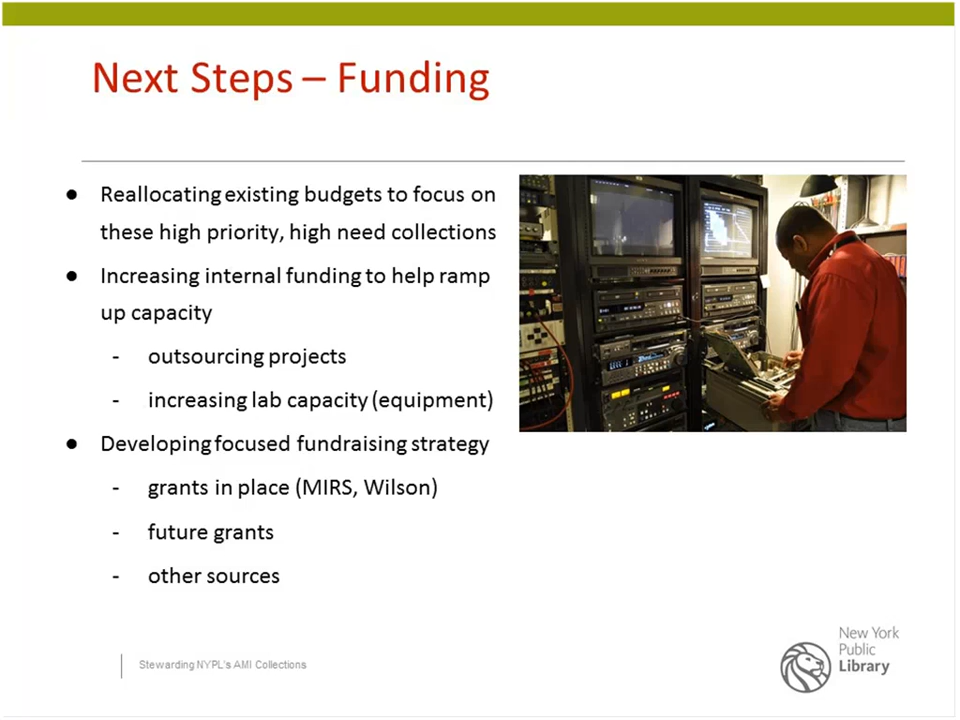 Next Steps – Funding
● Reallocating existing budgets to focus on
these high priority, high need collections
● Increasing internal funding to help ramp
up capacity
- outsourcing projects
- increasing lab capacity (equipment)
● Developing focused fundraising strategy
- grants in place (MIRS, Wilson)
- future grants
- other sources
Stewarding NYPL's AMI Collections
New York
Public
Library